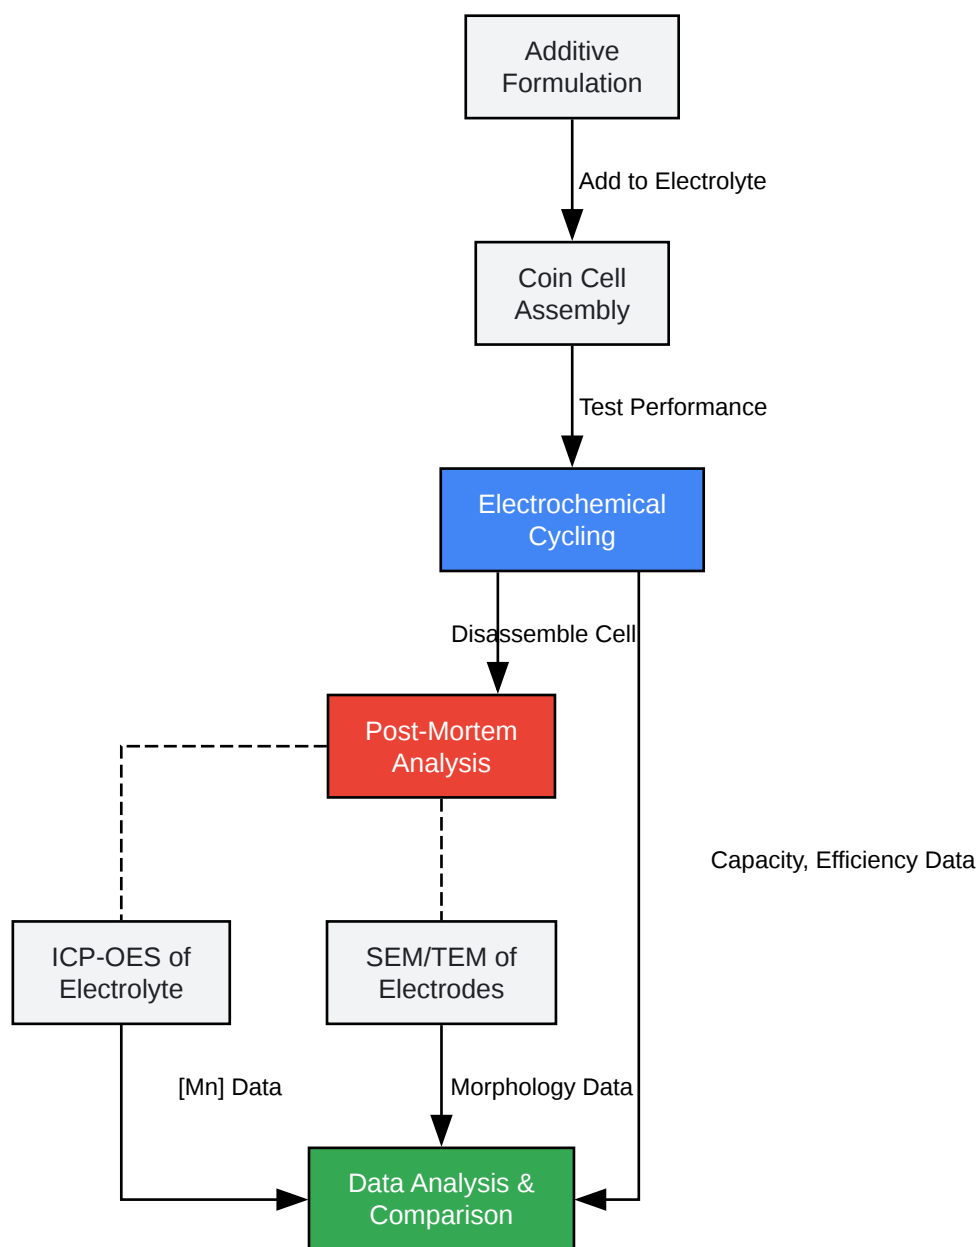 Additive
Formulation
Add to Electrolyte
Coin Cell
Assembly
Test Performance
Electrochemical
Cycling
Disassemble Cell
Post-Mortem
Analysis
Capacity, Efficiency Data
ICP-OES of
Electrolyte
SEM/TEM of
Electrodes
[Mn] Data
Morphology Data
Data Analysis &
Comparison